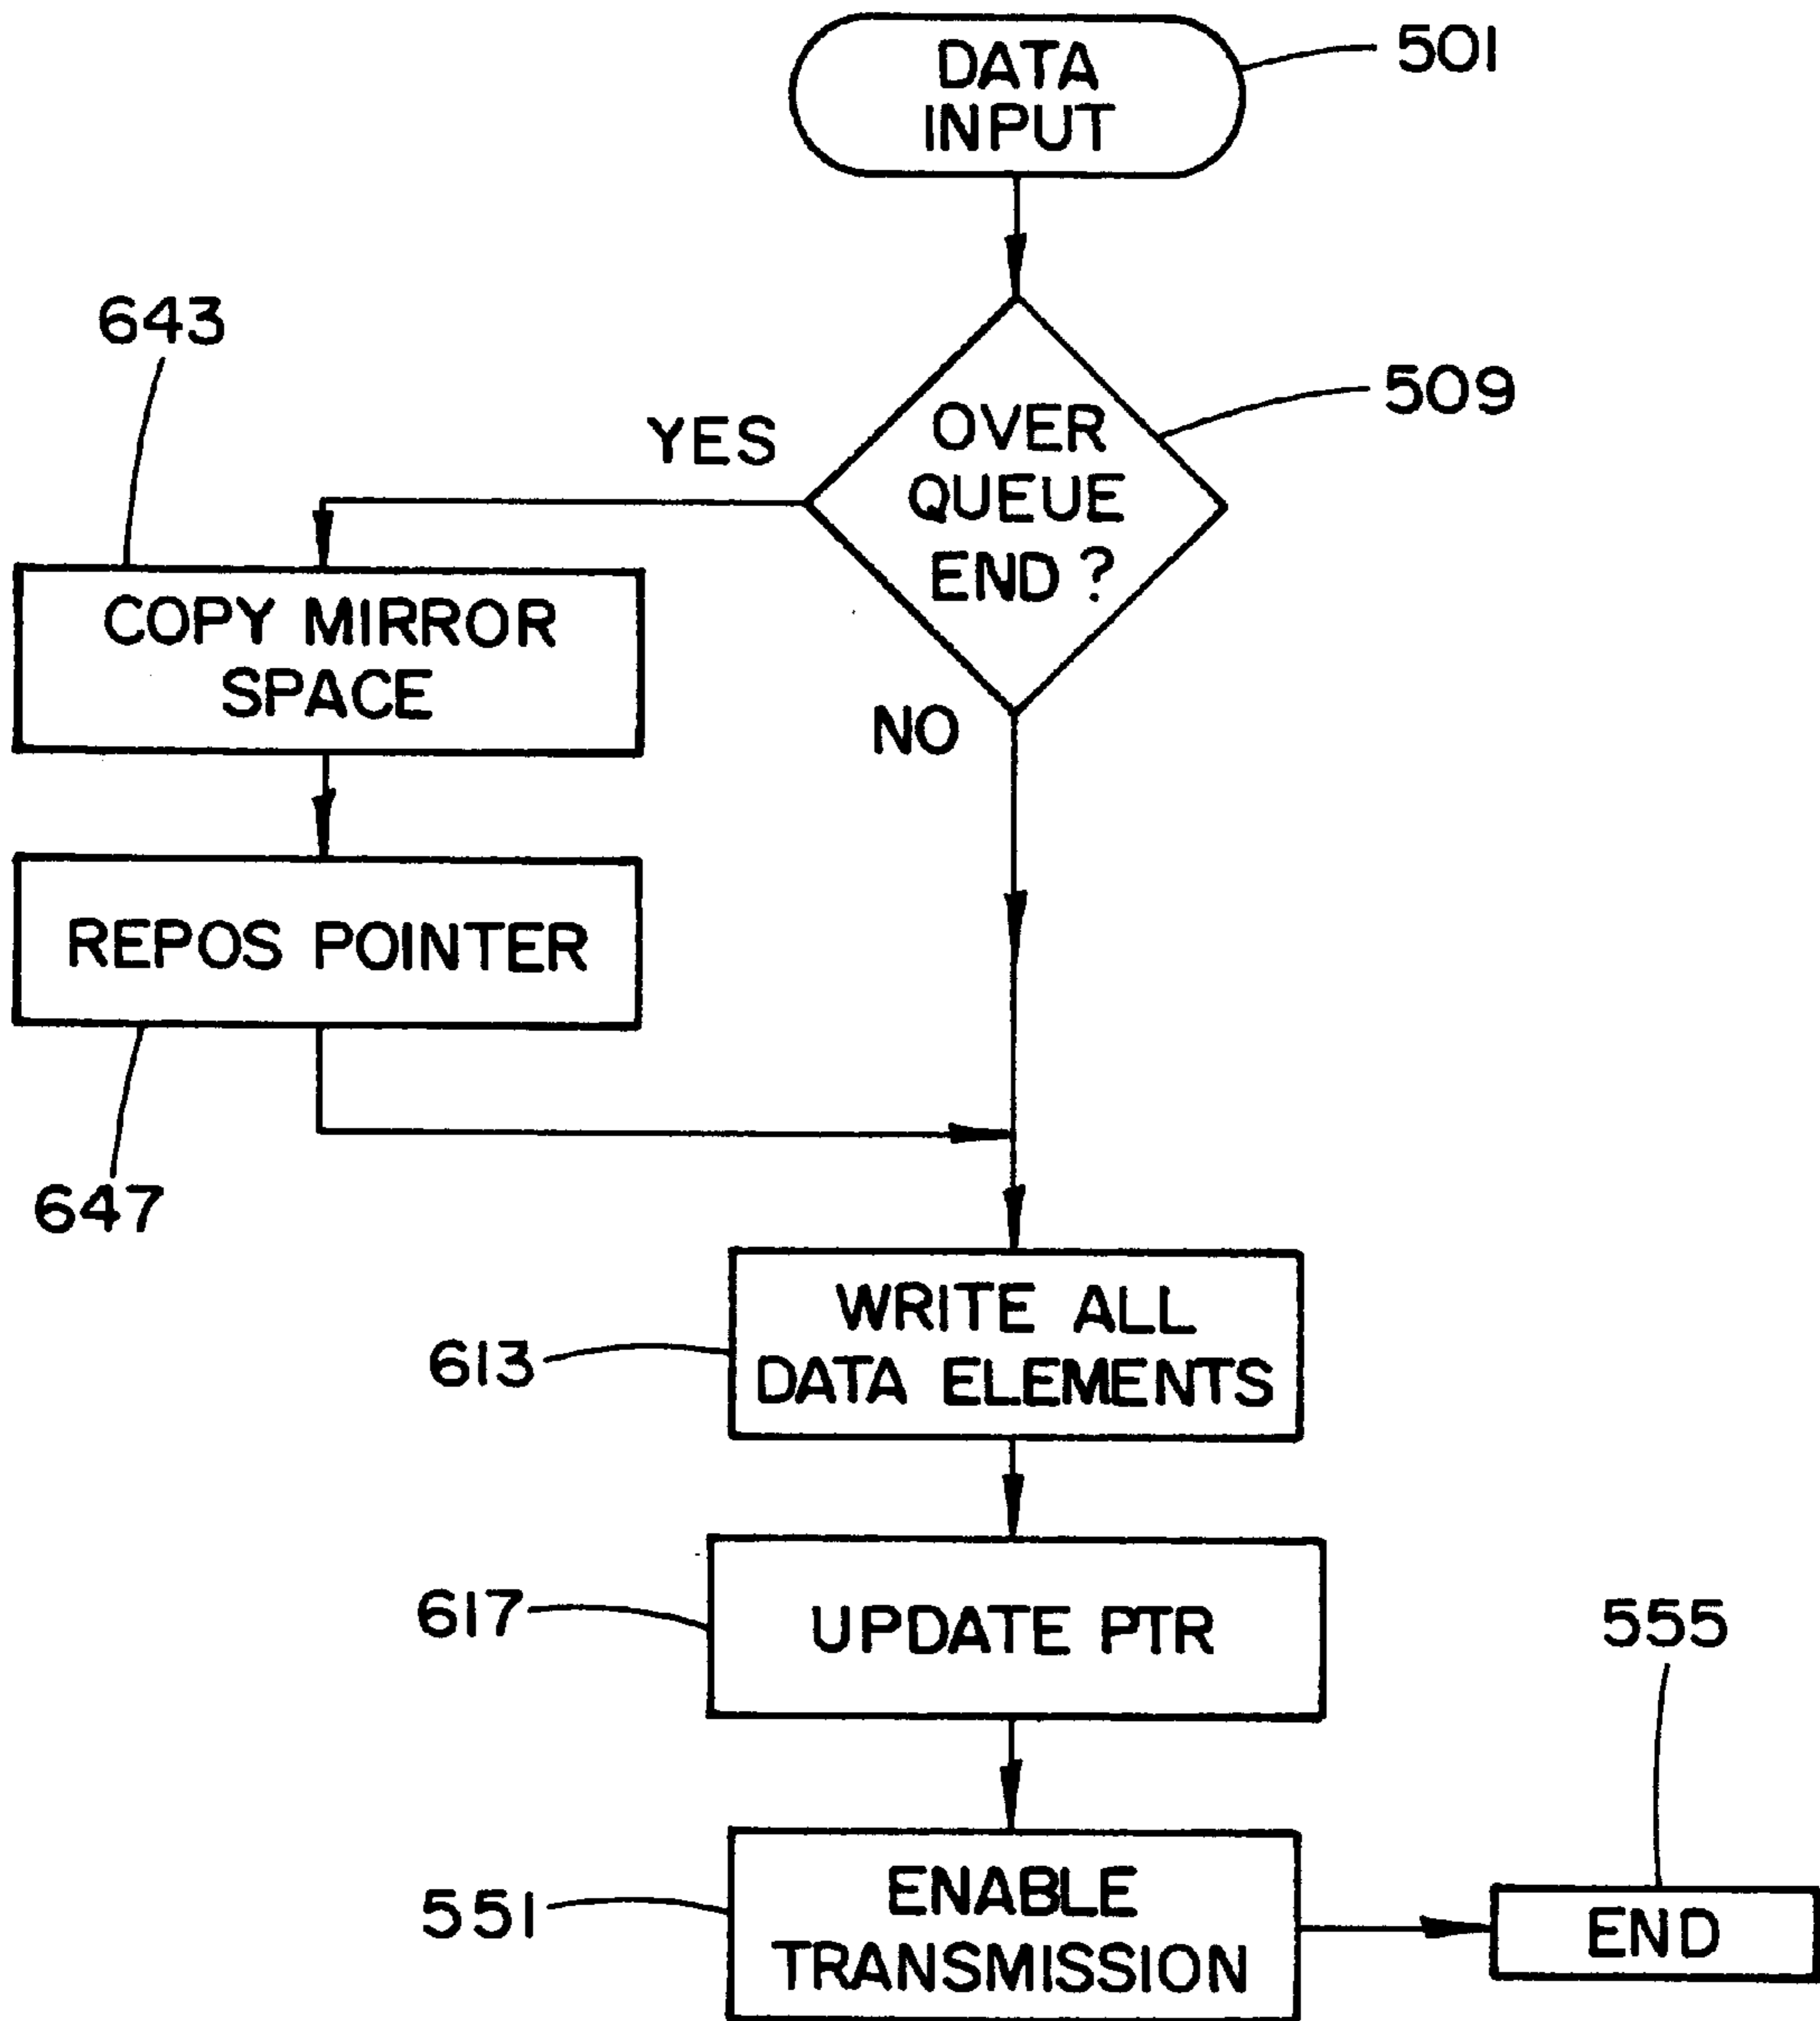 DATA
INPUT
501
643
509
OVER
QUEUE
END?
YES
COPY MIRROR
SPACE
NO
REPOS POINTER
647
WRITE ALL
DATA ELEMENTS
613
617
UPDATE PTR
555
551
ENABLE
TRANSMISSION
END